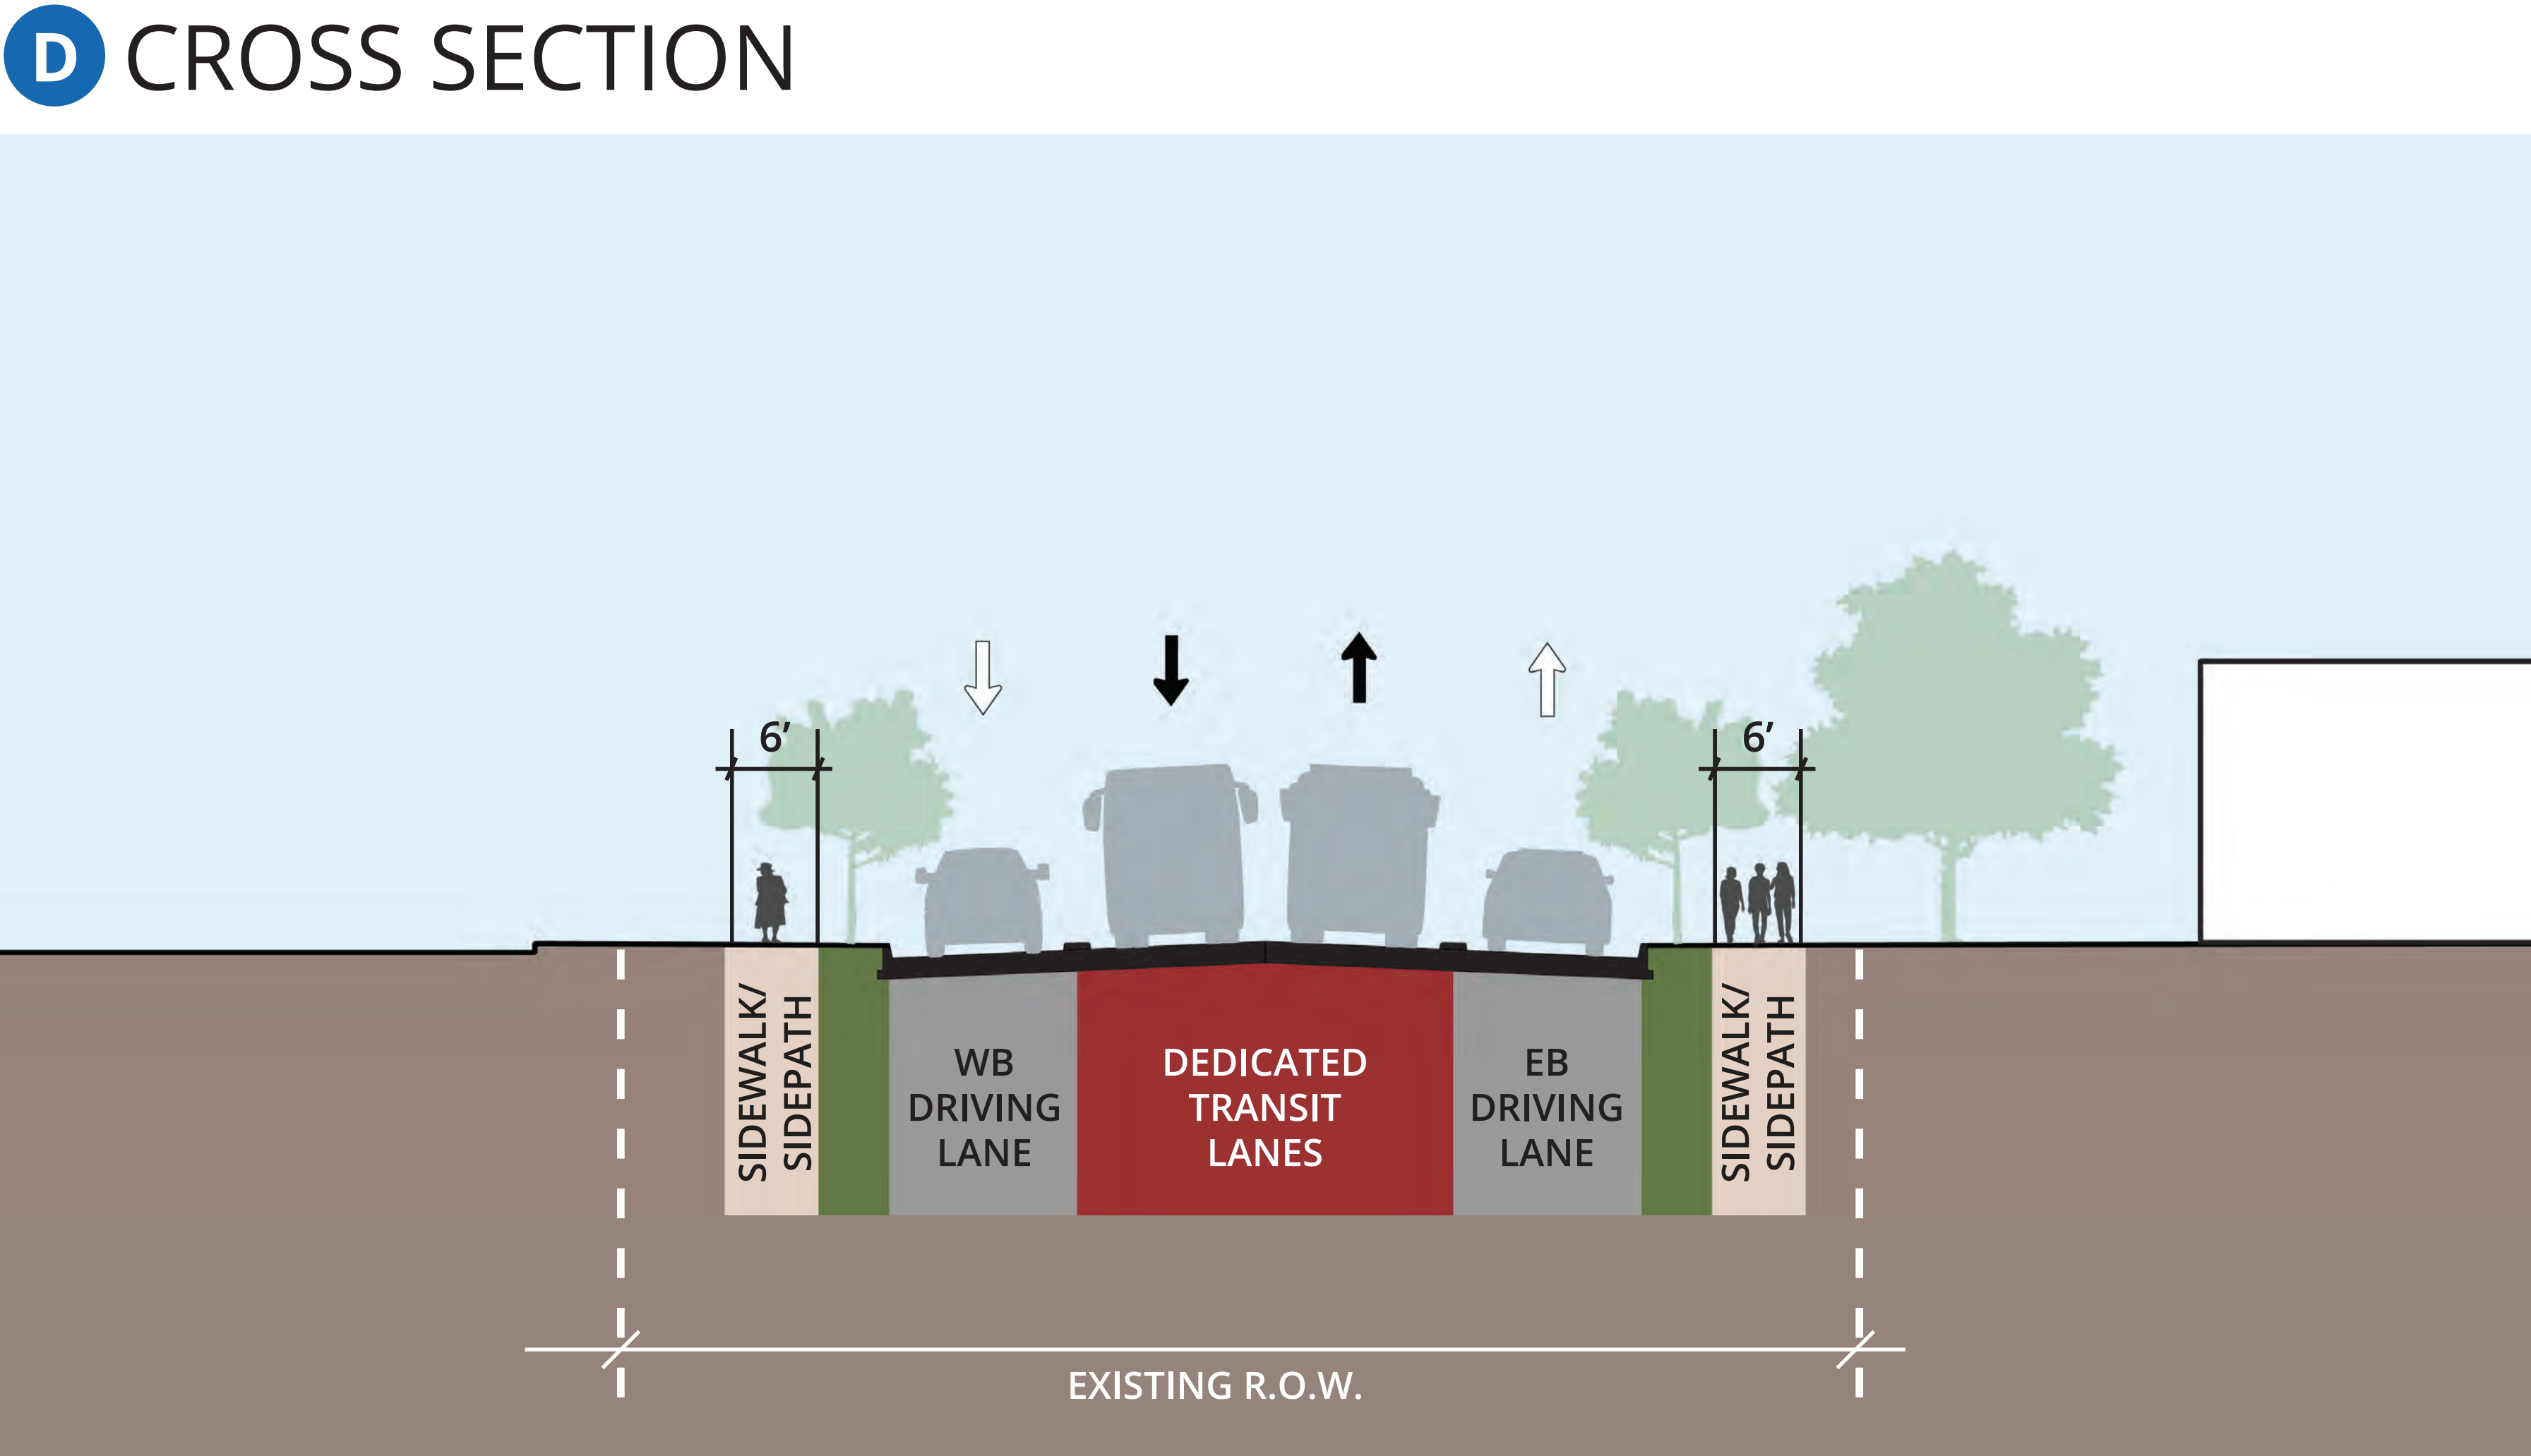 D CROSS SECTION
6’
6’
SIDEWALK/
SIDEPATH
WB
DRIVING
LANE
DEDICATED
TRANSIT
LANES
EB
DRIVING
LANE
SIDEWALK/
SIDEPATH
EXISTING R.O.W.